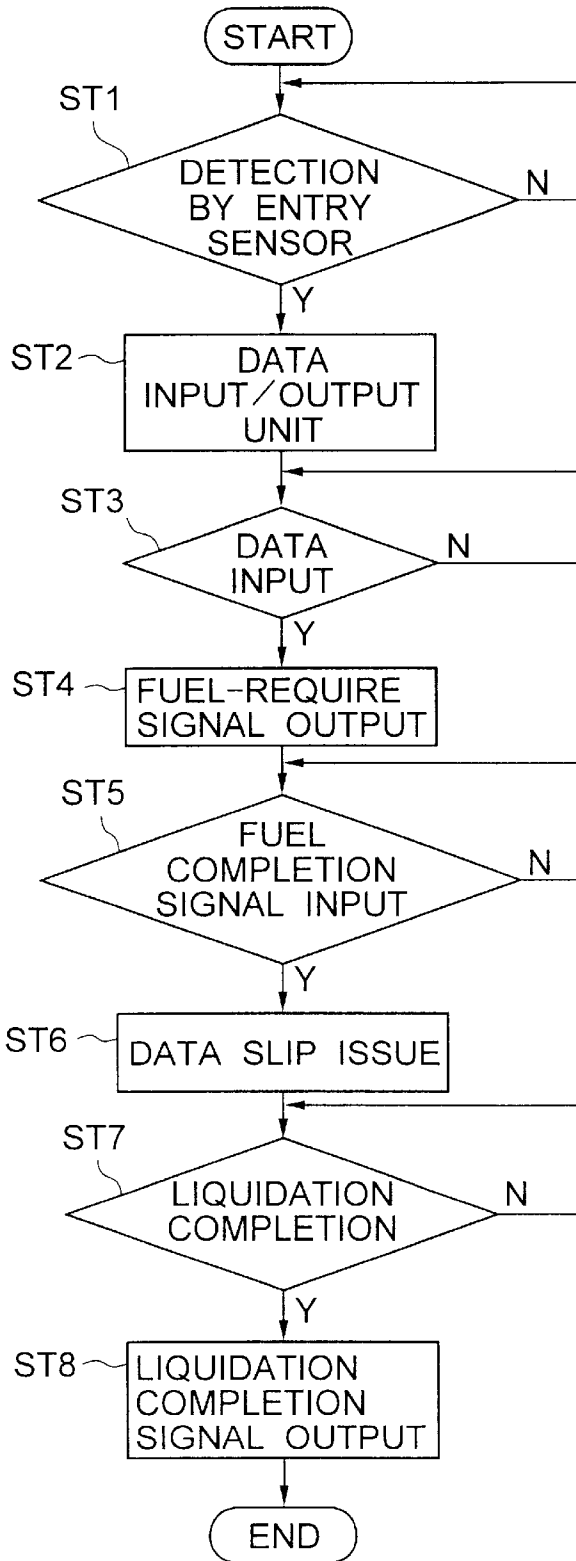 START
ST1
DETECTION
BY ENTRY
SENSOR
N
Y
ST2
DATA
INPUT/OUTPUT
UNIT
ST3
DATA
INPUT
N
Y
ST4
FUEL-REQUIRE
SIGNAL OUTPUT
ST5
FUEL
COMPLETION
SIGNAL INPUT
N
Y
ST6
DATA SLIP ISSUE
ST7
LIQUIDATION
COMPLETION
N
Y
ST8
LIQUIDATION
COMPLETION
SIGNAL OUTPUT
END